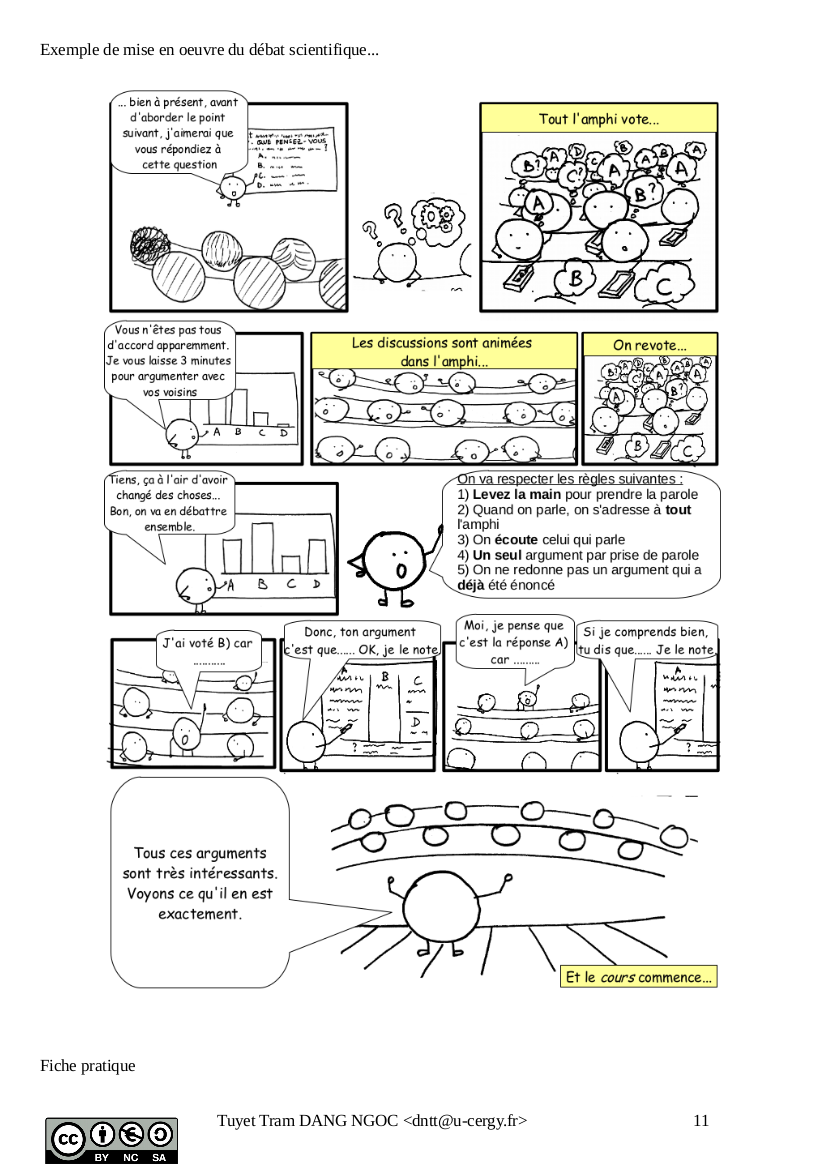 Exemple de mise en oeuvre du débat scientifique...
... bien à présent, avant
d'aborder le point
suivant, j'aimerai que
vous répondiez à
cette question
QUE PENSEZ-VOUS
?
A.
B.
C.
D.
? ?
Tout l'amphi vote...
B? A D C B A B A
C? A A
A B?
B C
Vous n'êtes pas tous
d'accord apparemment.
Je vous laisse 3 minutes
pour argumenter avec
vos voisins
A B C D
Les discussions sont animées
dans l'amphi...
On revote...
B? A A
A B?
B C
Tiens, ça à l'air d'avoir
changé des choses...
Bon, on va en débattre
ensemble.
A B C D
On va respecter les règles suivantes :
1) Levez la main pour prendre la parole
2) Quand on parle, on s'adresse à tout
l'amphi
3) On écoute celui qui parle
4) Un seul argument par prise de parole
5) On ne redonne pas un argument qui a
déjà été énoncé
J'ai voté B) car
...........
Donc, ton argument
c'est que...... OK, je le note
A B C
D
?
Moi, je pense que
c'est la réponse A)
car .........
Si je comprends bien,
tu dis que...... Je le note
A
?
Tous ces arguments
sont très intéressants.
Voyons ce qu'il en est
exactement.
Et le cours commence...
Fiche pratique
Tuyet Tram DANG NGOC <dntt@u-cergy.fr>
11
cc
BY NC SA